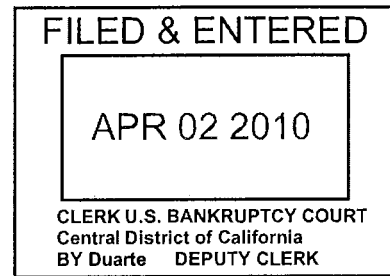 FILED & ENTERED
APR 02 2010
CLERK U.S. BANKRUPTCY COURT
Central District of California
BY Duarte DEPUTY CLERK